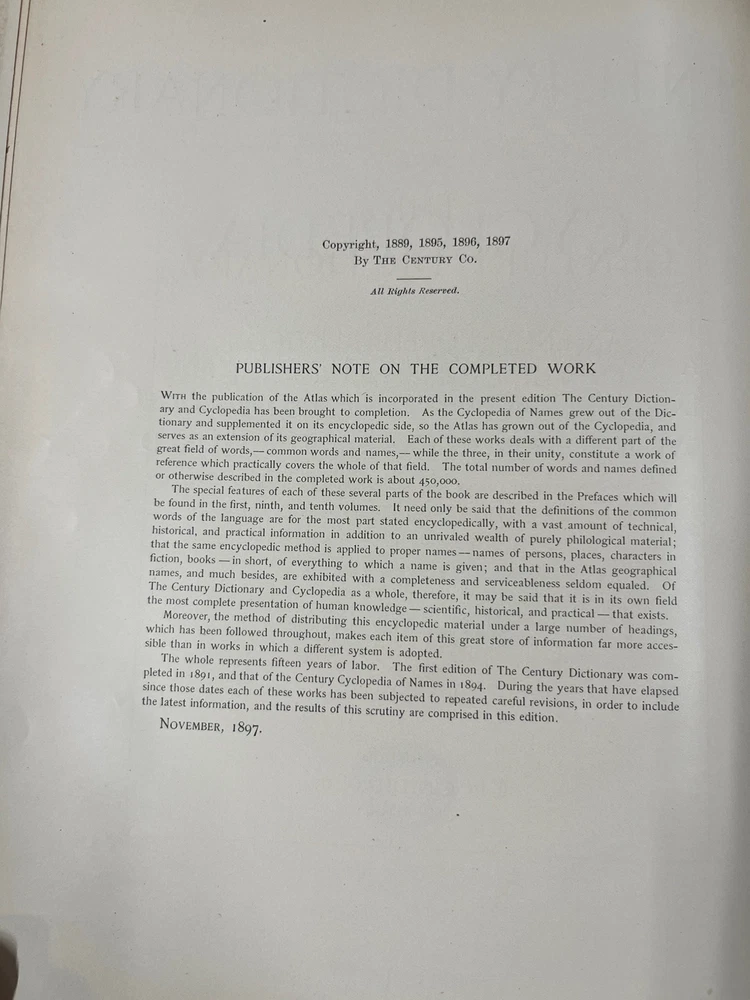 Copyright, 1889, 1895, 1896, 1897
By THE CENTURY CO.
All Rights Reserved.
PUBLISHERS' NOTE ON THE COMPLETED WORK
WITH the publication of the Atlas which is incorporated in the present edition The Century Diction-
ary and Cyclopedia has been brought to completion. As the Cyclopedia of Names grew out of the Dic-
tionary and supplemented it on its encyclopedic side, so the Atlas has grown out of the Cyclopedia, and
serves as an extension of its geographical material. Each of these works deals with a different part of the
great field of words,—common words and names,—while the three, in their unity, constitute a work of
reference which practically covers the whole of that field. The total number of words and names defined
or otherwise described in the completed work is about 450,000.
The special features of each of these several parts of the book are described in the Prefaces which will
be found in the first, ninth, and tenth volumes. It need only be said that the definitions of the common
words of the language are for the most part stated encyclopedically, with a vast amount of technical,
historical, and practical information in addition to an unrivaled wealth of purely philological material;
that the same encyclopedic method is applied to proper names—names of persons, places, characters in
fiction, books—in short, of everything to which a name is given; and that in the Atlas geographical
names, and much besides, are exhibited with a completeness and serviceableness seldom equaled. Of
The Century Dictionary and Cyclopedia as a whole, therefore, it may be said that it is in its own field
the most complete presentation of human knowledge—scientific, historical, and practical—that exists.
Moreover, the method of distributing this encyclopedic material under a large number of headings,
which has been followed throughout, makes each item of this great store of information far more acces-
sible than in works in which a different system is adopted.
The whole represents fifteen years of labor. The first edition of The Century Dictionary was com-
pleted in 1891, and that of the Century Cyclopedia of Names in 1894. During the years that have elapsed
since those dates each of these works has been subjected to repeated careful revisions, in order to include
the latest information, and the results of this scrutiny are comprised in this edition.
NOVEMBER, 1897.